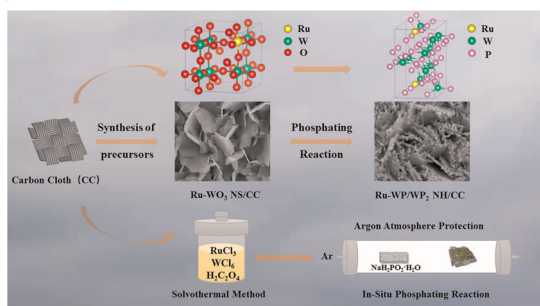 Ru
W
O
Ru
W
P
Synthesis of
precursors
Phosphating
Reaction
Carbon Cloth (CC)
Ru-WO₃ NS/CC
Ru-WP/WP₂ NH/CC
RuCl₃
WCl₆
H₂C₂O₄
Solvothermal Method
Argon Atmosphere Protection
Ar
NaH₂PO₂·H₂O
In-Situ Phosphating Reaction